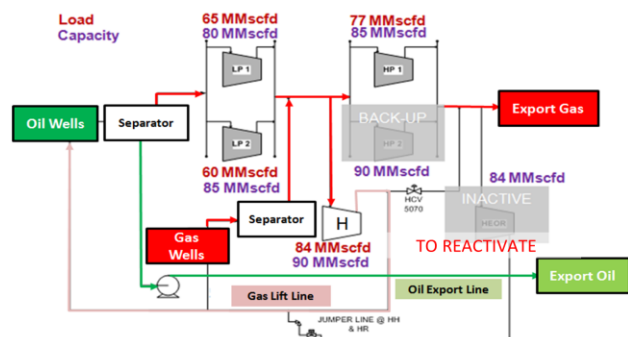 Load
Capacity
65 MMscfd
80 MMscfd
77 MMscfd
85 MMscfd
LP 1
HP 1
Oil Wells
Separator
BACK-UP
Export Gas
LP 2
HP 2
60 MMscfd
85 MMscfd
90 MMscfd
84 MMscfd
HCV
5070
INACTIVE
Separator
H
HEOR
Gas
Wells
84 MMscfd
90 MMscfd
TO REACTIVATE
Export Oil
Gas Lift Line
Oil Export Line
JUMPER LINE @ HH
& HR